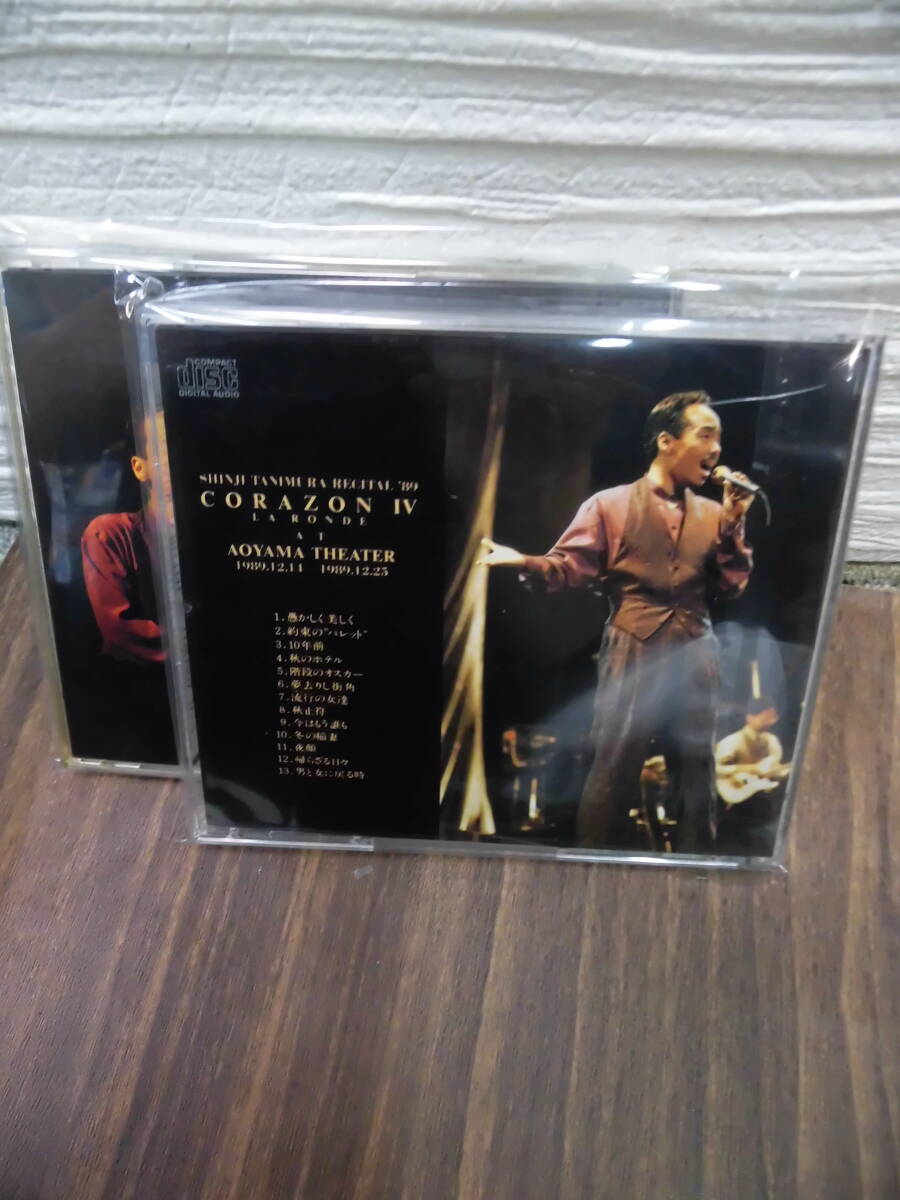 COMPACT
disc
DIGITAL AUDIO
SHINJI TANIMURA RECITAL '89
CORAZON IV
LA RONDE
AT
AOYAMA THEATER
1989.12.14 1989.12.25
1. 愚かしく美しく
2. 約束の"パレット"
3. 10年前
4. 秋のホテル
5. 階段のオスカー
6. 夢去りし街角
7. 流行の女達
8. 秋止符
9. 今はもう誰も
10. 冬の稲妻
11. 夜顔
12. 帰らざる日々
13. 男と女に戻る時